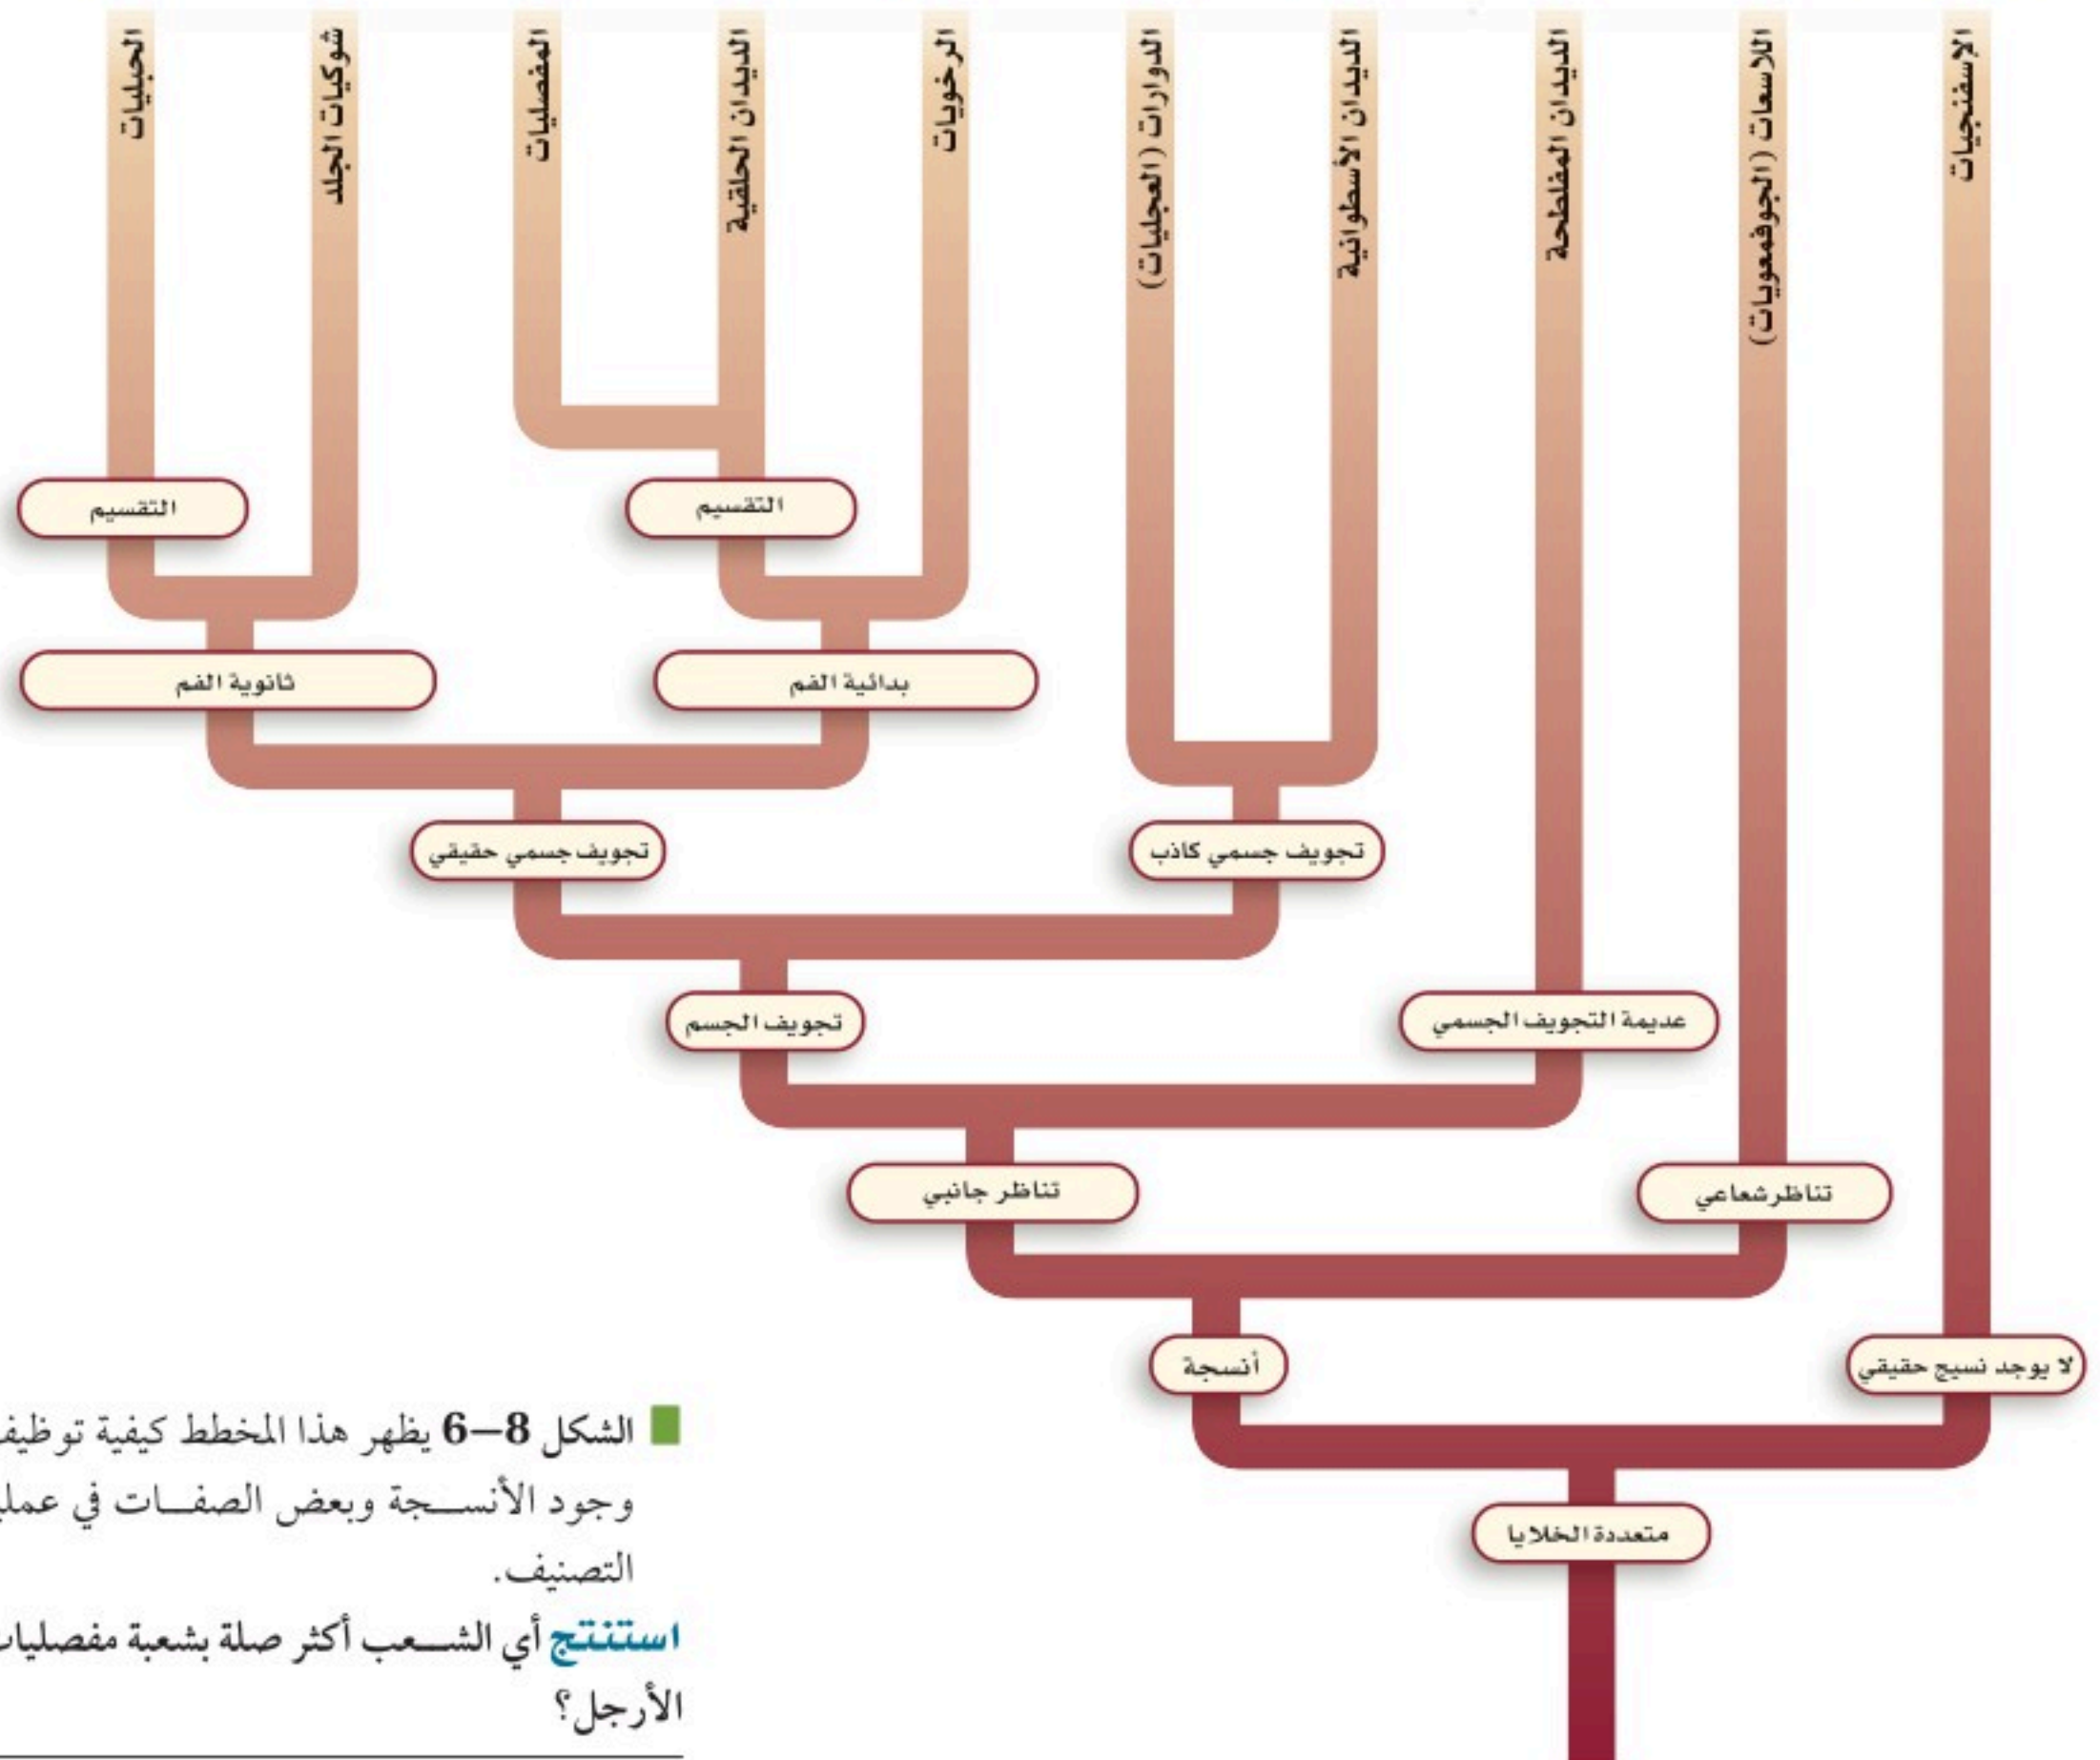 الإسفنجيات
اللاسعات (الجوفمعويات)
الديدان المفلطحة
الديدان الأسطوانية
الدوارات (العجليات)
الرخويات
الديدان الحلقية
المفصليات
شوكيات الجلد
الحبليات
التقسيم
التقسيم
بدائية الفم
ثانوية الفم
تجويف جسمي كاذب
تجويف جسمي حقيقي
عديمة التجويف الجسمي
تجويف الجسم
تناظر شعاعي
تناظر جانبي
لا يوجد نسيج حقيقي
أنسجة
متعددة الخلايا
الشكل 8–6 يظهر هذا المخطط كيفية توظيف
وجود الأنسجة وبعض الصفات في
التصنيف.
استنتج أي الشعب أكثر صلة بشعبة مفصليات
الأرجل؟